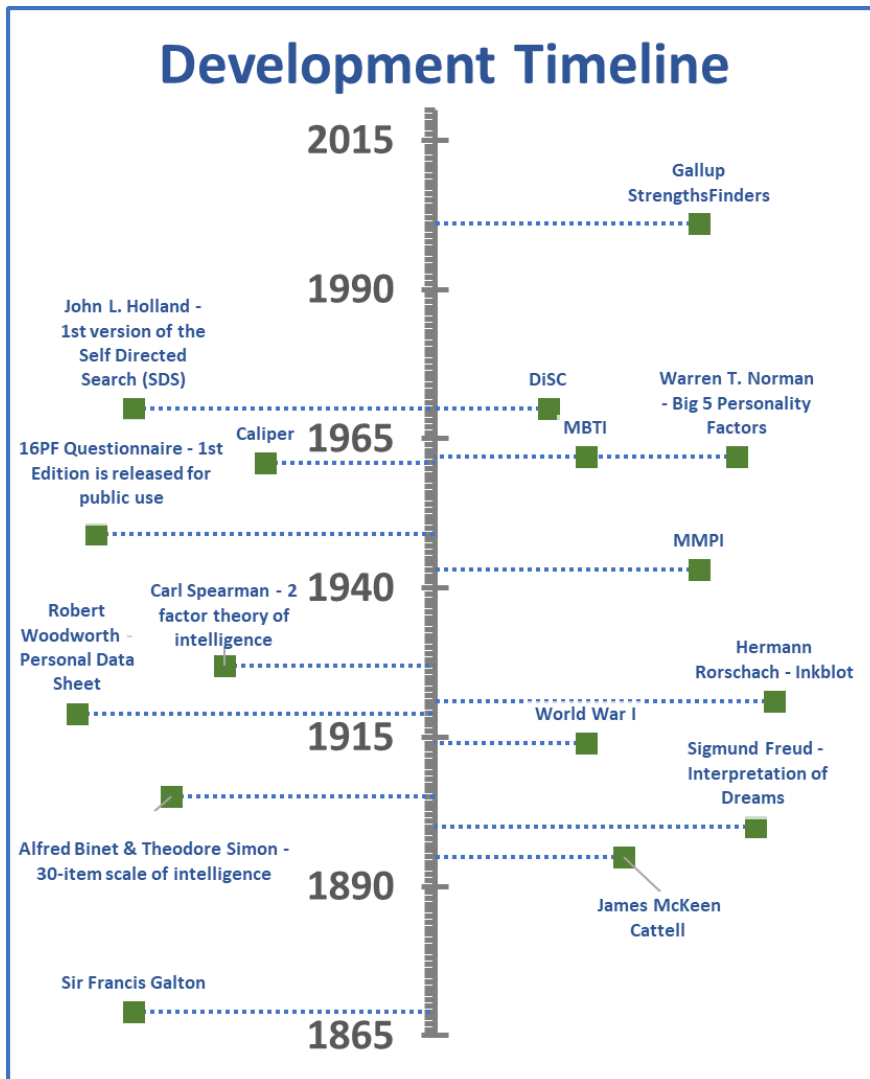 Development Timeline
2015
Gallup
StrengthsFinders
1990
John L. Holland -
1st version of the
Self Directed
Search (SDS)
DiSC
Warren T. Norman
- Big 5 Personality
Factors
1965
MBTI
Caliper
16PF Questionnaire - 1st
Edition is released for
public use
MMPI
1940
Carl Spearman - 2
factor theory of
intelligence
Robert
Woodworth -
Personal Data
Sheet
Hermann
Rorschach - Inkblot
World War I
1915
Sigmund Freud -
Interpretation of
Dreams
Alfred Binet & Theodore Simon -
30-item scale of intelligence
1890
James McKeen
Cattell
Sir Francis Galton
1865